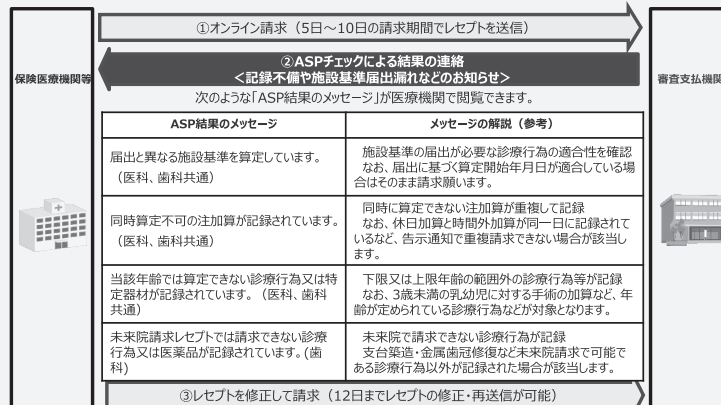 ①オンライン請求（5日～10日の請求期間でレセプトを送信）
保険医療機関等
②ASPチェックによる結果の連絡
＜記録不備や施設基準届出漏れなどのお知らせ＞
審査支払機関
次のような「ASP結果のメッセージ」が医療機関で閲覧できます。
ASP結果のメッセージ
メッセージの解説（参考）
届出と異なる施設基準を算定しています。
（医科、歯科共通）
施設基準の届出が必要な診療行為の適合性を確認
なお、届出に基づく算定開始年月日が適合している場
合はそのまま請求願います。
同時算定不可の注加算が記録されています。
（医科、歯科共通）
同時に算定できない注加算が重複して記録
なお、休日加算と時間外加算が同一日に記録されて
いるなど、告示通知で重複請求できない場合が該当し
ます。
当該年齢では算定できない診療行為又は特
定器材が記録されています。（医科、歯科
共通）
下限又は上限年齢の範囲外の診療行為等が記録
なお、3歳未満の乳幼児に対する手術の加算など、年
齢が定められている診療行為などが対象となります。
未来院請求レセプトでは請求できない診療
行為又は医薬品が記録されています。(歯
科)
未来院で請求できない診療行為が記録
支台築造・金属歯冠修復など未来院請求で可能で
ある診療行為以外が記録された場合が該当します。
③レセプトを修正して請求（12日までレセプトの修正・再送信が可能）